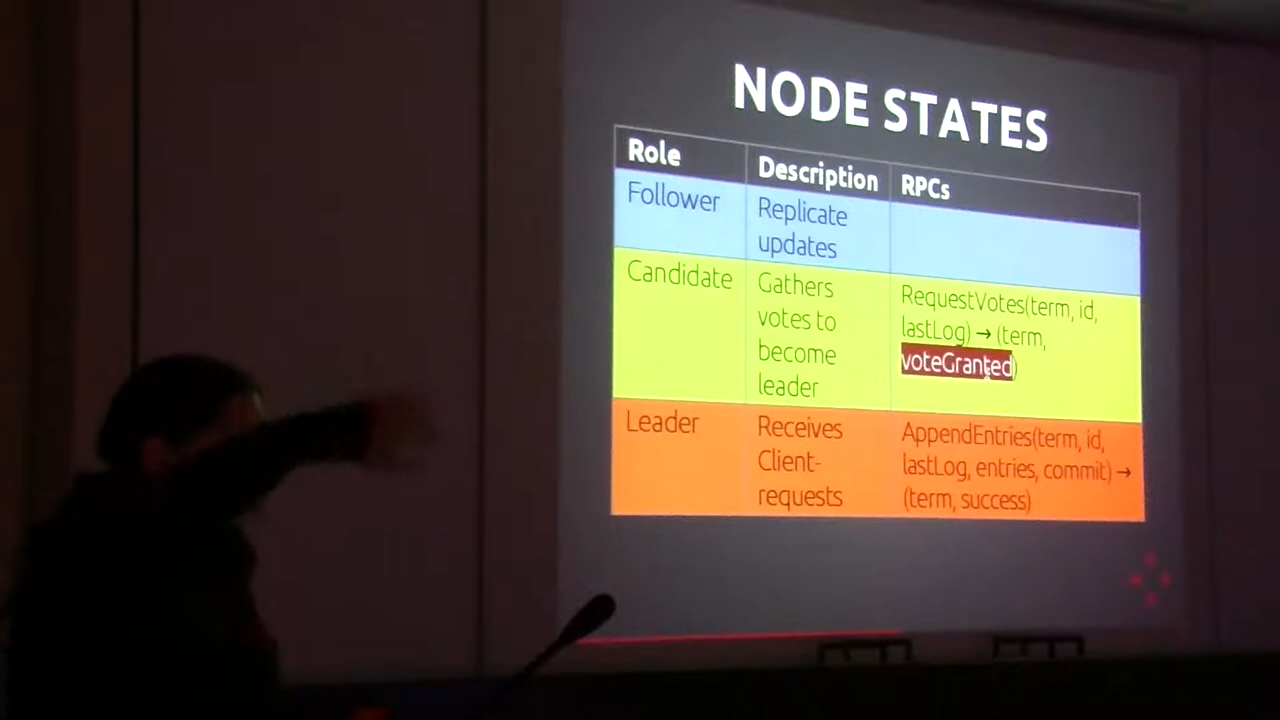 NODE STATES
Role
Description
RPCs
Follower
Replicate
updates
Candidate
Gathers
votes to
become
leader
RequestVotes(term, id,
lastLog) → (term,
voteGranted)
Leader
Receives
Client-
requests
AppendEntries(term, id,
lastLog, entries, commit) →
(term, success)